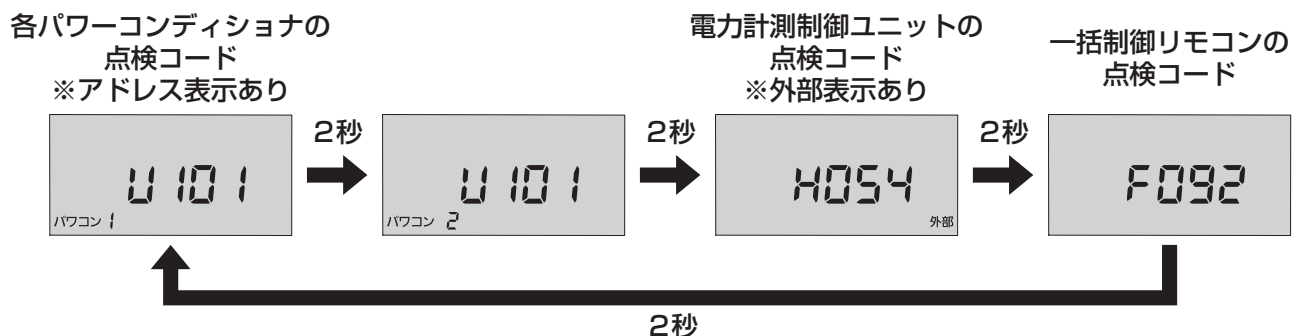 各パワーコンディショナの
点検コード
※アドレス表示あり
電力計測制御ユニットの
点検コード
※外部表示あり
一括制御リモコンの
点検コード
U101
パワコン 1
2秒
U101
パワコン 2
2秒
H054
外部
2秒
F092
2秒